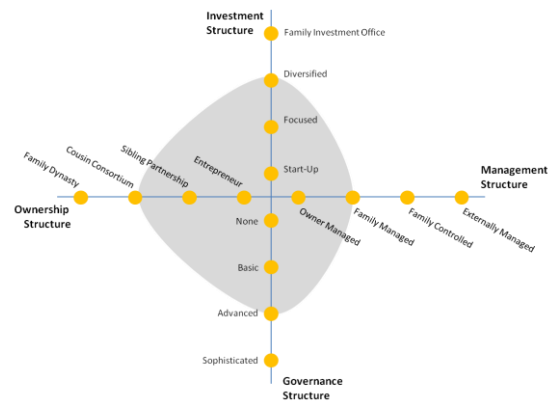 Investment
Structure
Family Investment Office
Diversified
Focused
Start-Up
Family Dynasty
Cousin Consortium
Sibling Partnership
Entrepreneur
Management
Structure
Ownership
Structure
Owner Managed
Family Managed
Family Controlled
Externally Managed
None
Basic
Advanced
Sophisticated
Governance
Structure